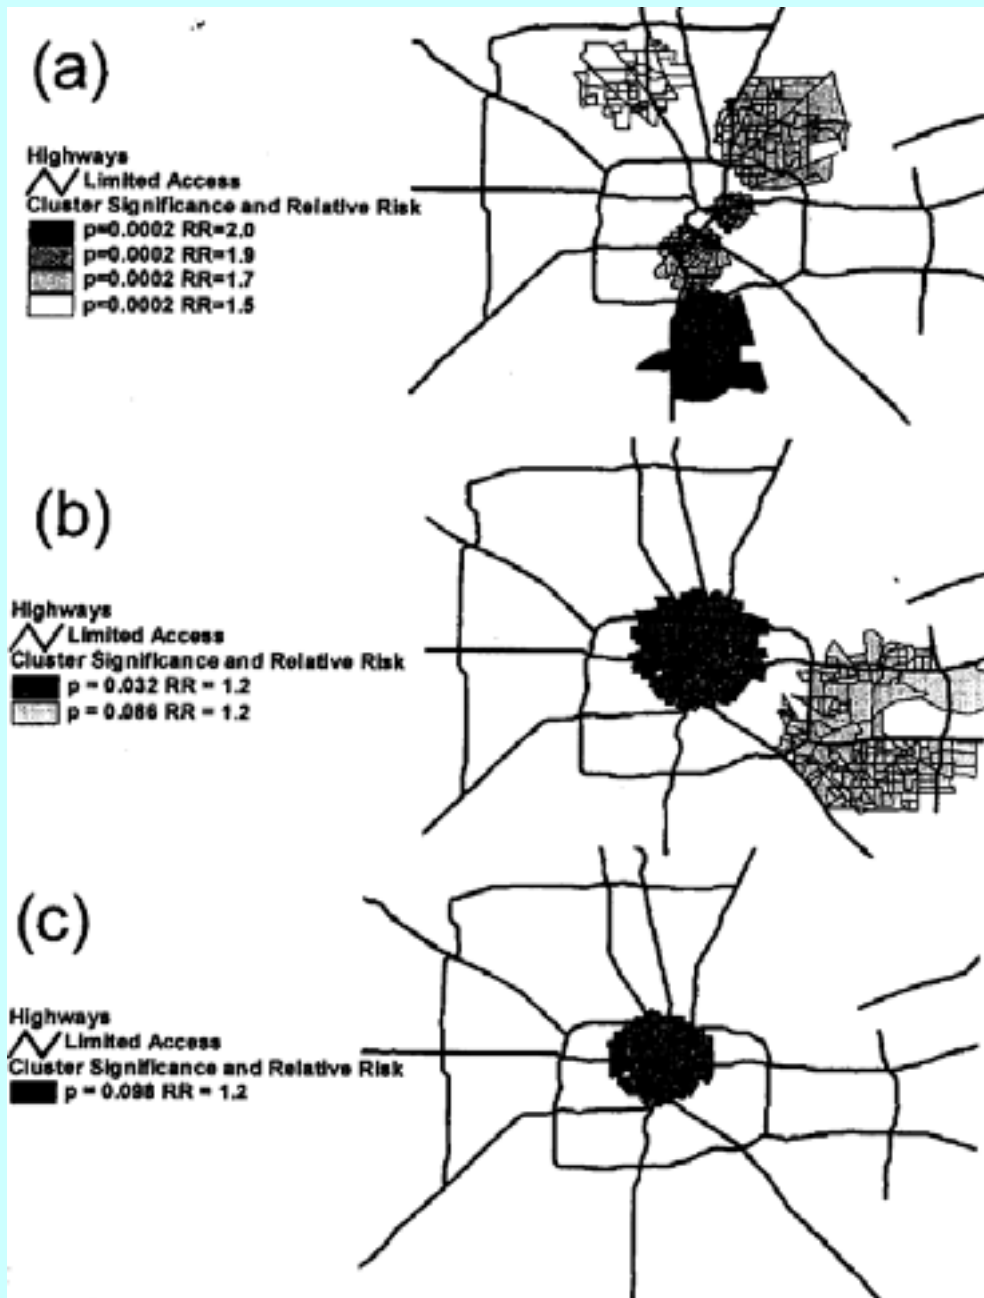 (a)
Highways
Limited Access
Cluster Significance and Relative Risk
p=0.0002 RR=2.0
p=0.0002 RR=1.9
p=0.0002 RR=1.7
p=0.0002 RR=1.5
(b)
Highways
Limited Access
Cluster Significance and Relative Risk
p = 0.032 RR = 1.2
p = 0.086 RR = 1.2
(c)
Highways
Limited Access
Cluster Significance and Relative Risk
p = 0.098 RR = 1.2